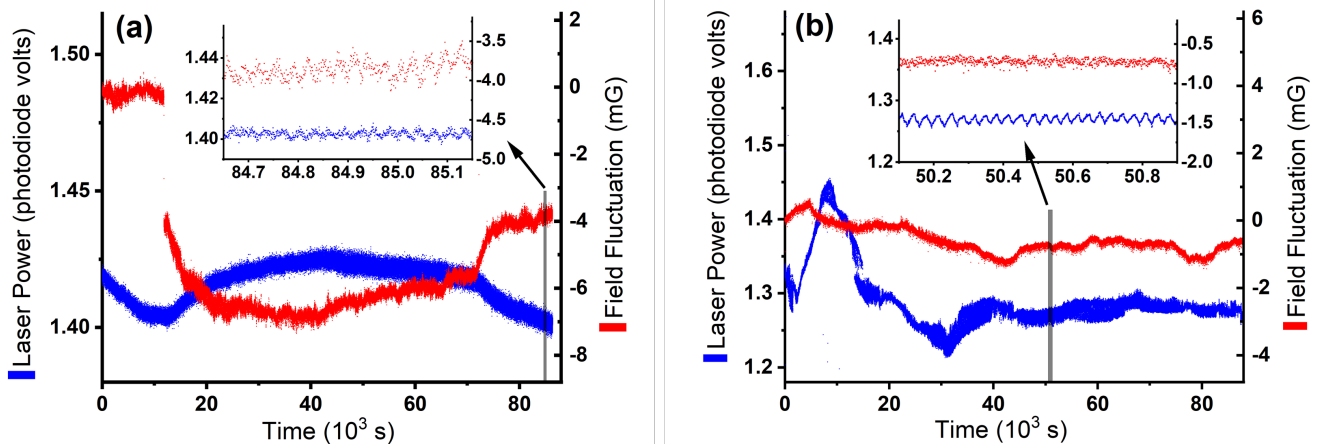 (a)
Laser Power (photodiode volts)
1.50
1.45
1.40
0 20 40 60 80
Time (10³ s)
2
0
-2
-4
-6
-8
Field Fluctuation (mG)
1.44
1.42
1.40
84.7 84.8 84.9 85.0 85.1
-3.5
-4.0
-4.5
-5.0
(b)
Laser Power (photodiode volts)
1.6
1.5
1.4
1.3
1.2
0 20 40 60 80
Time (10³ s)
6
4
2
0
-2
-4
Field Fluctuation (mG)
1.4
1.3
1.2
50.2 50.4 50.6 50.8
-0.5
-1.0
-1.5
-2.0